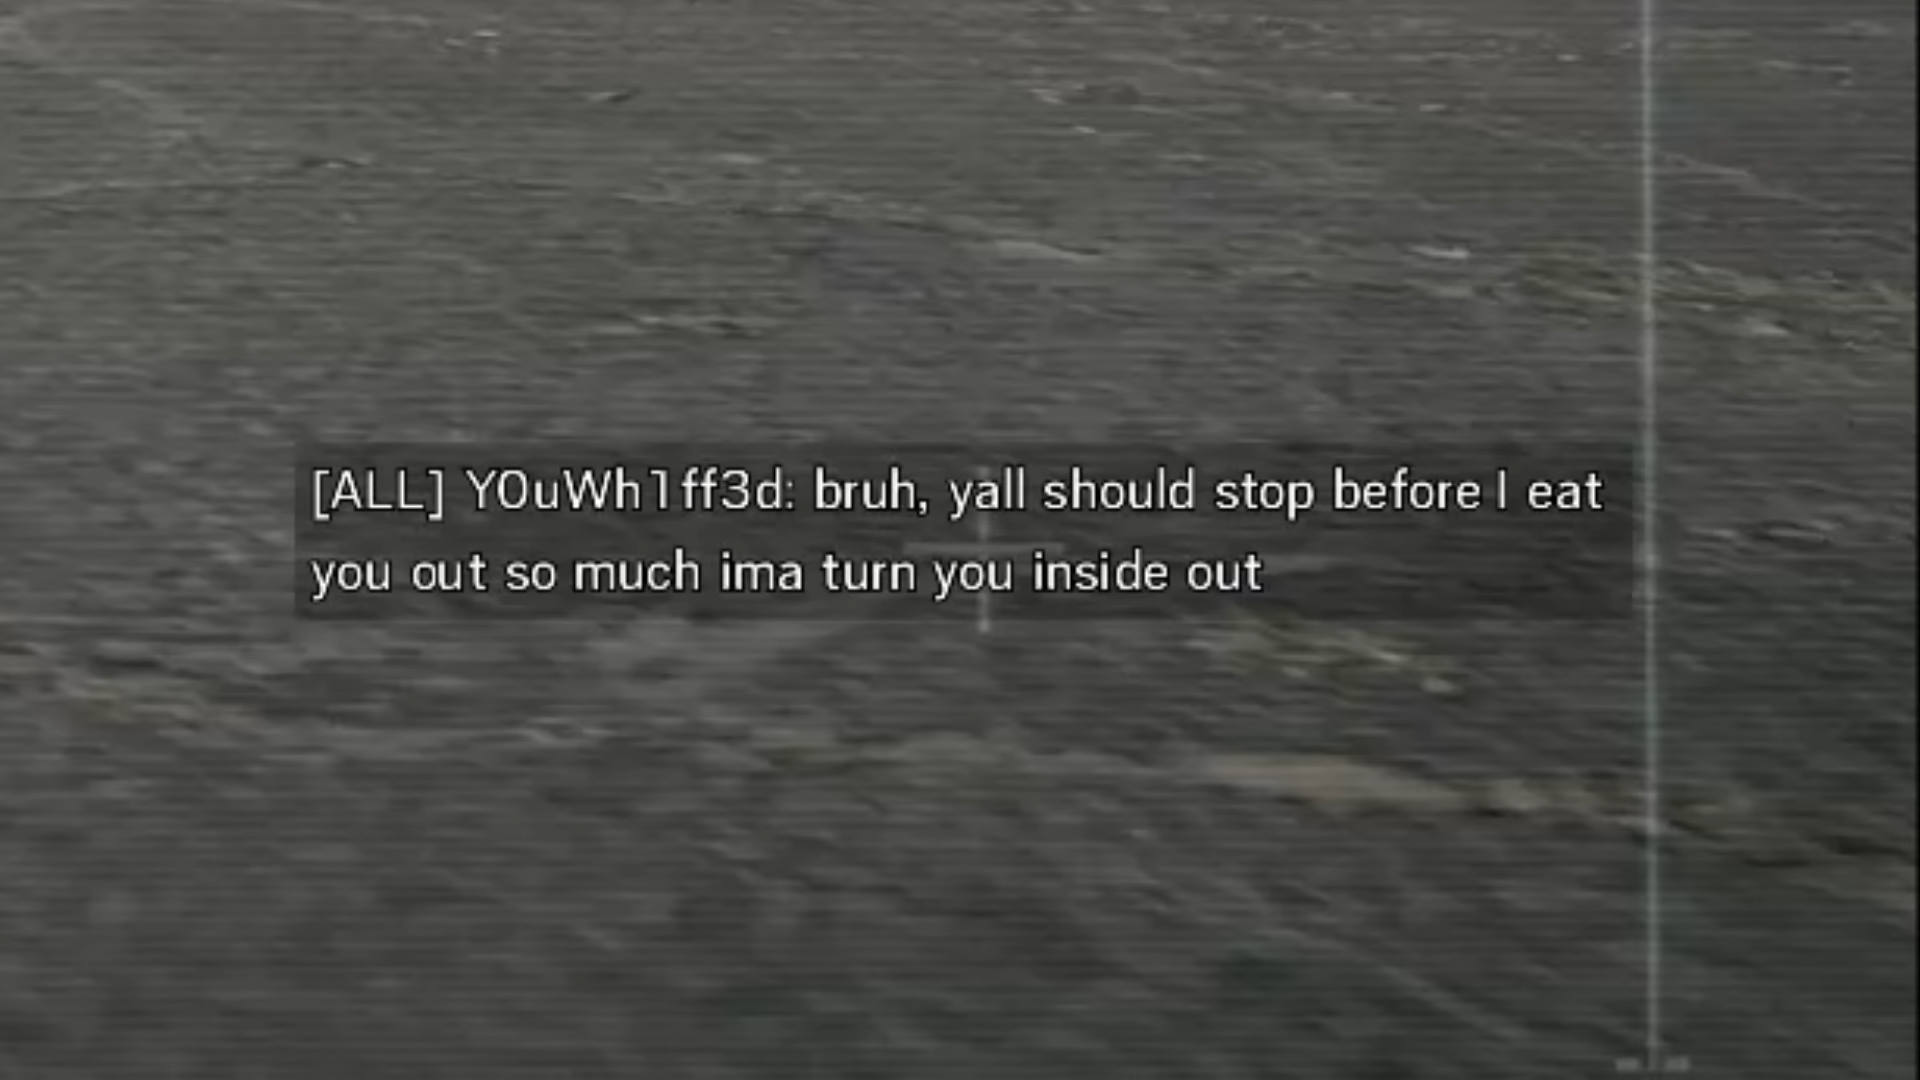 [ALL] Y0uWh1ff3d: bruh, yall should stop before I eat
you out so much ima turn you inside out